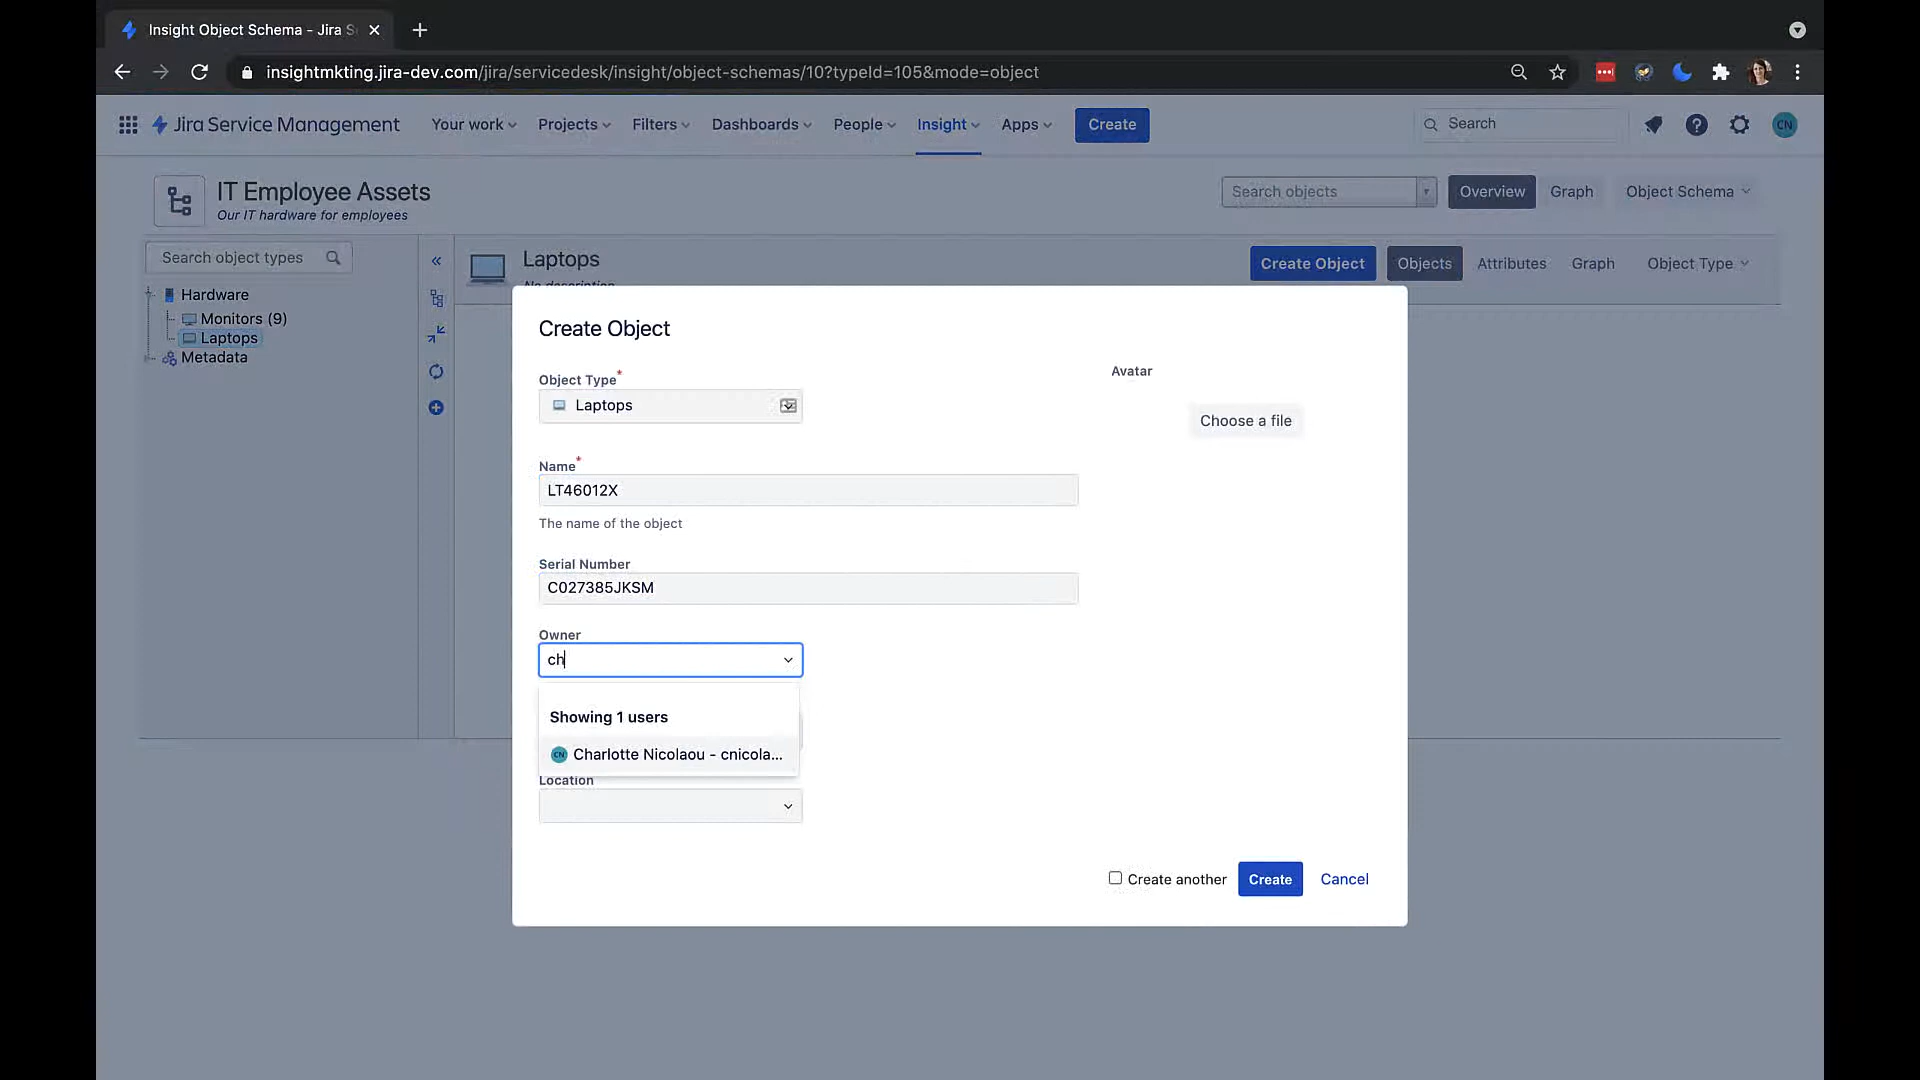 Insight Object Schema - Jira S
insightmkting.jira-dev.com/jira/servicedesk/insight/object-schemas/10?typeId=105&mode=object
Jira Service Management Your work Projects Filters Dashboards People Insight Apps Create Search CN
IT Employee Assets
Our IT hardware for employees
Search objects Overview Graph Object Schema
Search object types
Laptops
No description
Create Object Objects Attributes Graph Object Type
Hardware
Monitors (9)
Laptops
Metadata
Create Object
Object Type*
Laptops
Avatar
Choose a file
Name*
LT46012X
The name of the object
Serial Number
C027385JKSM
Owner
ch
Showing 1 users
CN Charlotte Nicolaou - cnicola...
Location
Create another Create Cancel